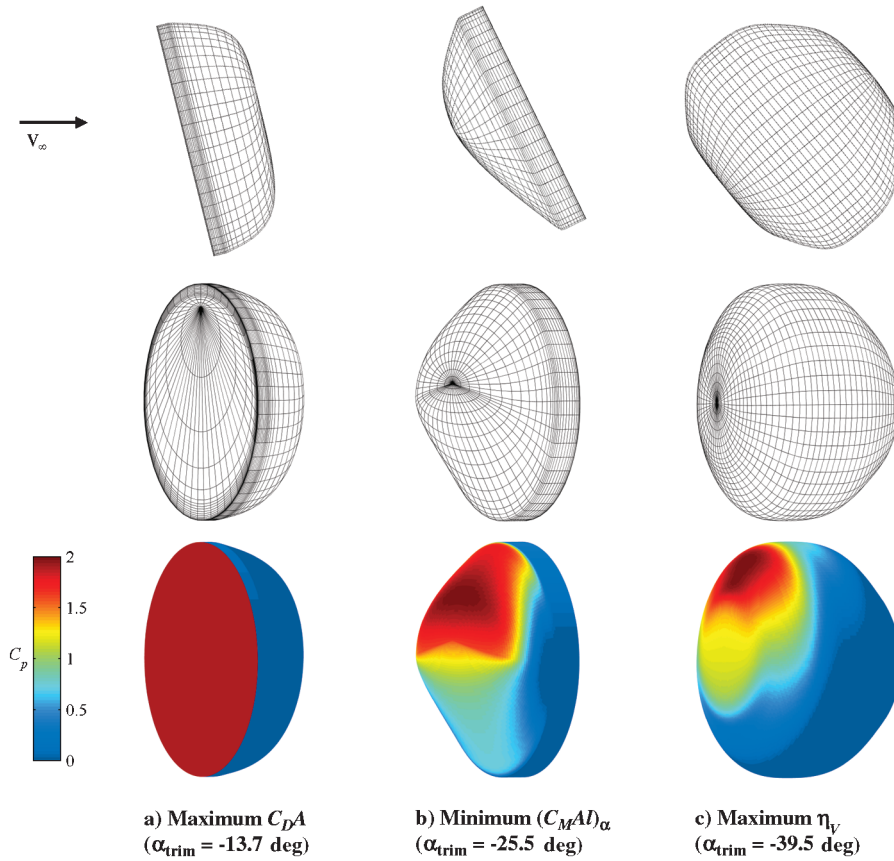 V∞
2
1.5
C_p
1
0.5
0
a) Maximum C_DA
(α_trim = -13.7 deg)
b) Minimum (C_MAl)_α
(α_trim = -25.5 deg)
c) Maximum η_V
(α_trim = -39.5 deg)